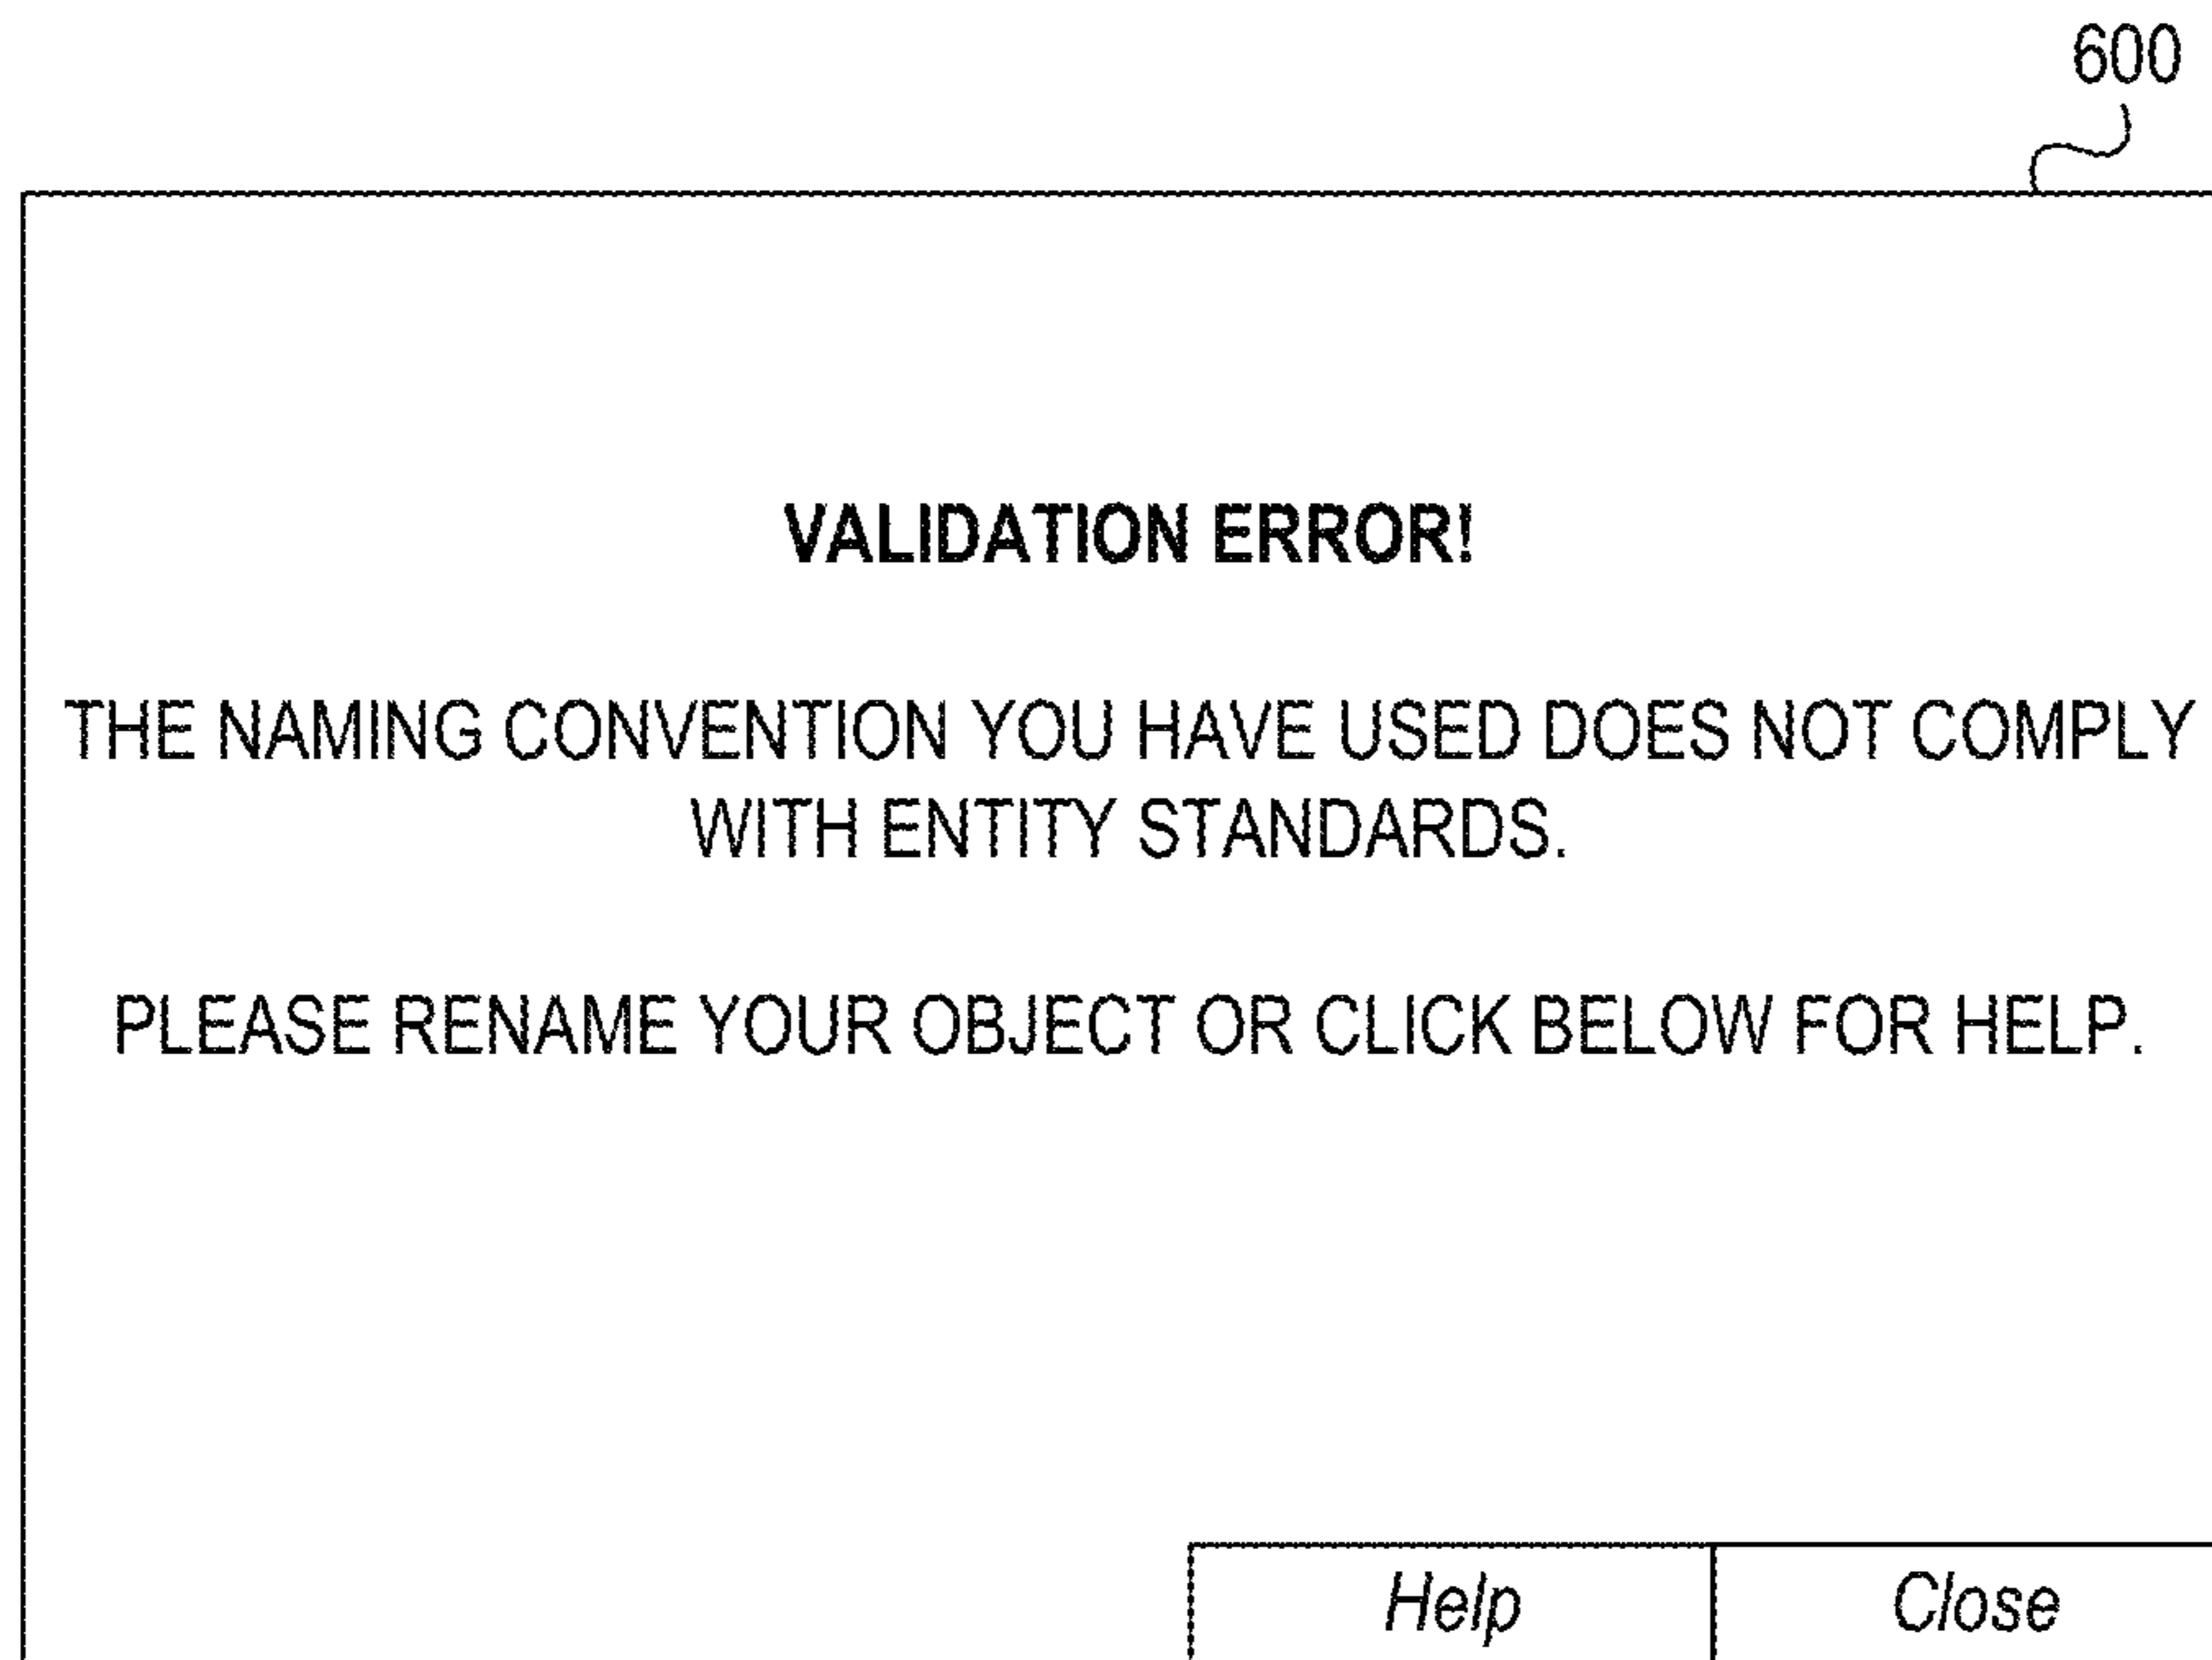 600
VALIDATION ERROR!
THE NAMING CONVENTION YOU HAVE USED DOES NOT COMPLY
WITH ENTITY STANDARDS.
PLEASE RENAME YOUR OBJECT OR CLICK BELOW FOR HELP.
Help Close